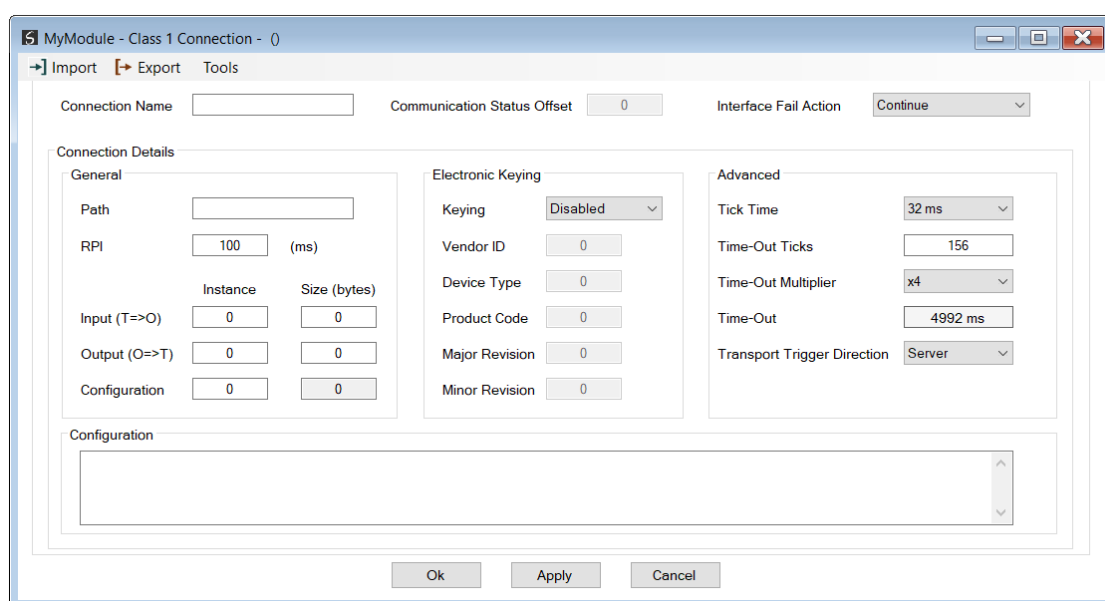 S MyModule - Class 1 Connection - ()
Import Export Tools
Connection Name Communication Status Offset 0 Interface Fail Action Continue
Connection Details
General Electronic Keying Advanced
Path Keying Disabled Tick Time 32 ms
RPI 100 (ms) Vendor ID 0 Time-Out Ticks 156
Instance Size (bytes) Device Type 0 Time-Out Multiplier x4
Input (T=>O) 0 0 Product Code 0 Time-Out 4992 ms
Output (O=>T) 0 0 Major Revision 0 Transport Trigger Direction Server
Configuration 0 0 Minor Revision 0
Configuration
Ok Apply Cancel